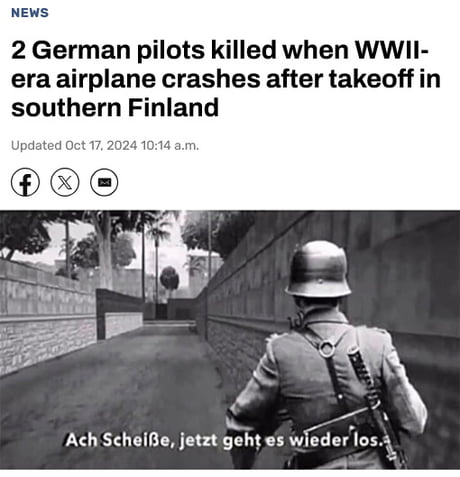 NEWS
2 German pilots killed when WWII-
era airplane crashes after takeoff in
southern Finland
Updated Oct 17, 2024 10:14 a.m.
Ach Scheiße, jetzt geht es wieder los.